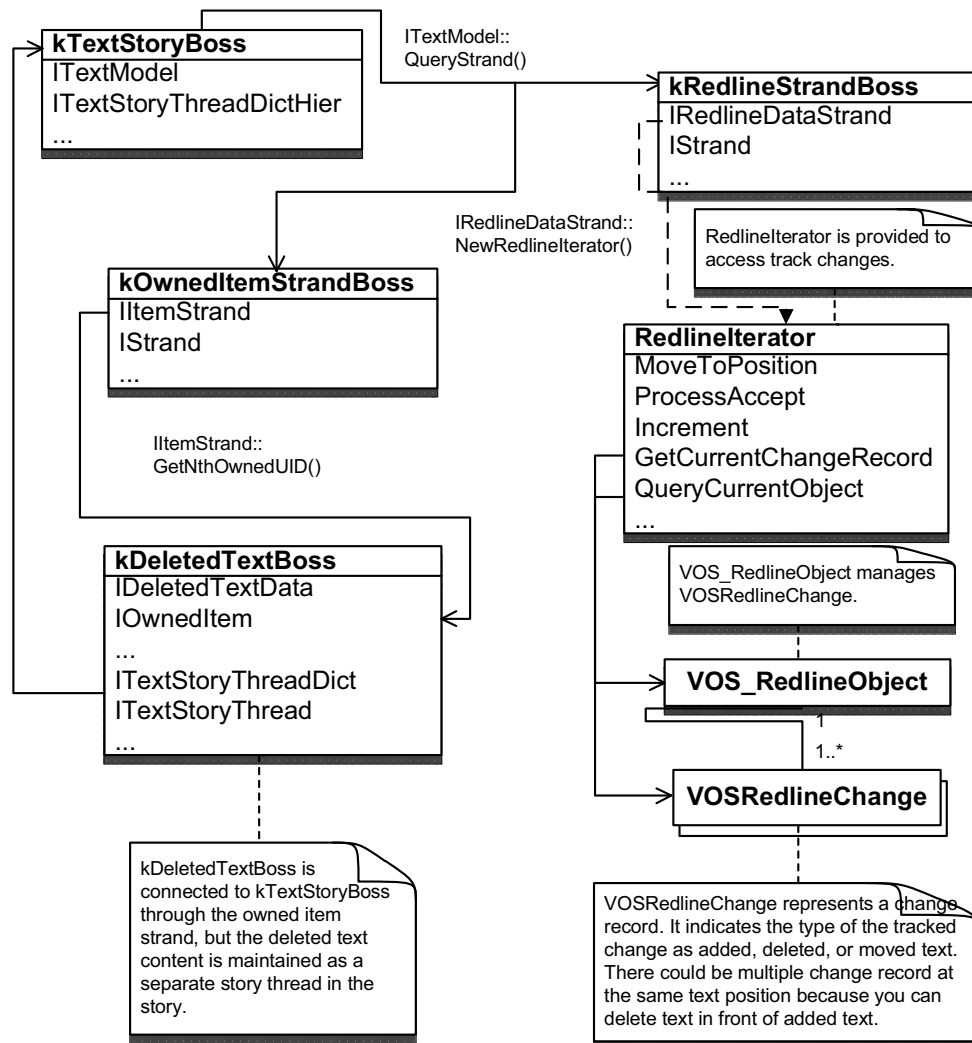 kTextStoryBoss
ITextModel
ITextStoryThreadDictHier
...
ITextModel::
QueryStrand()
kRedlineStrandBoss
IRedlineDataStrand
IStrand
...
IRedlineDataStrand::
NewRedlineIterator()
RedlineIterator is provided to
access track changes.
kOwnedItemStrandBoss
IItemStrand
IStrand
...
RedlineIterator
MoveToPosition
ProcessAccept
Increment
GetCurrentChangeRecord
QueryCurrentObject
...
IItemStrand::
GetNthOwnedUID()
kDeletedTextBoss
IDeletedTextData
IOwnedItem
...
ITextStoryThreadDict
ITextStoryThread
...
VOS_RedlineObject manages
VOSRedlineChange.
VOS_RedlineObject
1
1..*
VOSRedlineChange
kDeletedTextBoss is
connected to kTextStoryBoss
through the owned item
strand, but the deleted text
content is maintained as a
separate story thread in the
story.
VOSRedlineChange represents a change
record. It indicates the type of the tracked
change as added, deleted, or moved text.
There could be multiple change record at
the same text position because you can
delete text in front of added text.